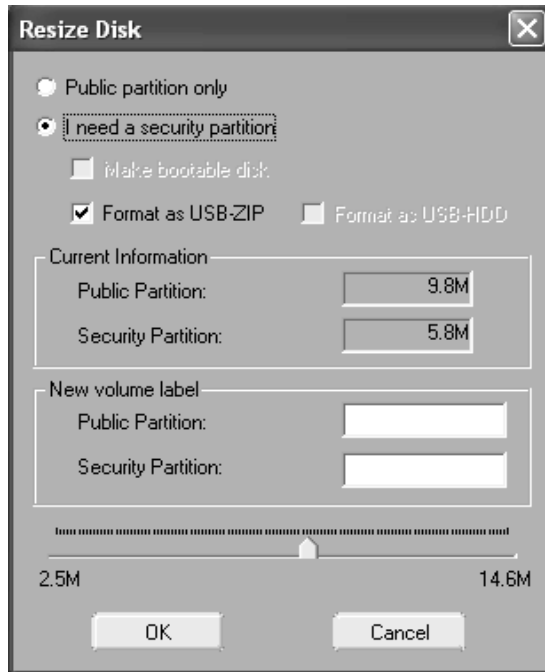 Resize Disk
Public partition only
I need a security partition
Make bootable disk
Format as USB-ZIP Format as USB-HDD
Current Information
Public Partition: 9.8M
Security Partition: 5.8M
New volume label
Public Partition:
Security Partition:
2.5M 14.6M
OK Cancel